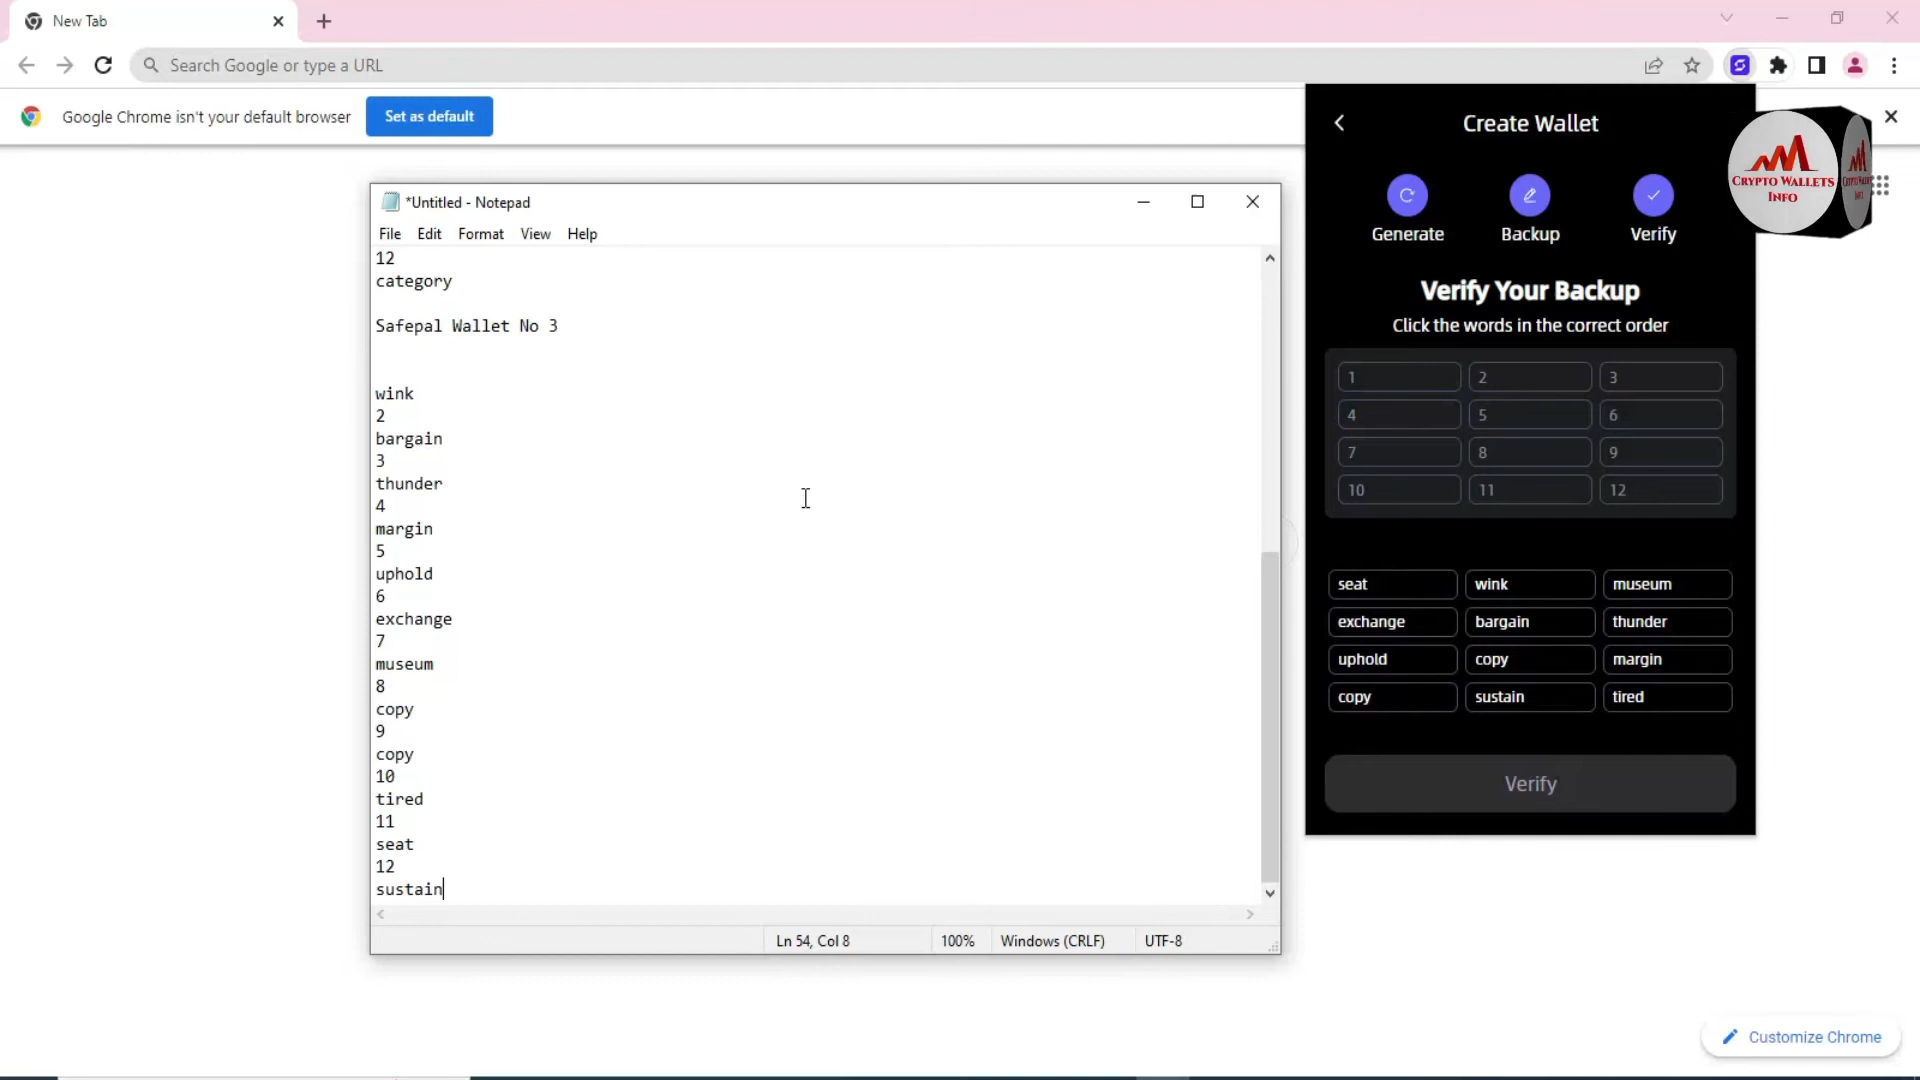 New Tab
Search Google or type a URL
Google Chrome isn't your default browser
Set as default
*Untitled - Notepad
File Edit Format View Help
12
category
Safepal Wallet No 3
wink
2
bargain
3
thunder
4
margin
5
uphold
6
exchange
7
museum
8
copy
9
copy
10
tired
11
seat
12
sustain
Ln 54, Col 8 100% Windows (CRLF) UTF-8
Create Wallet
Generate Backup Verify
Verify Your Backup
Click the words in the correct order
1 2 3
4 5 6
7 8 9
10 11 12
seat wink museum
exchange bargain thunder
uphold copy margin
copy sustain tired
Verify
CRYPTO WALLETS
INFO
Customize Chrome